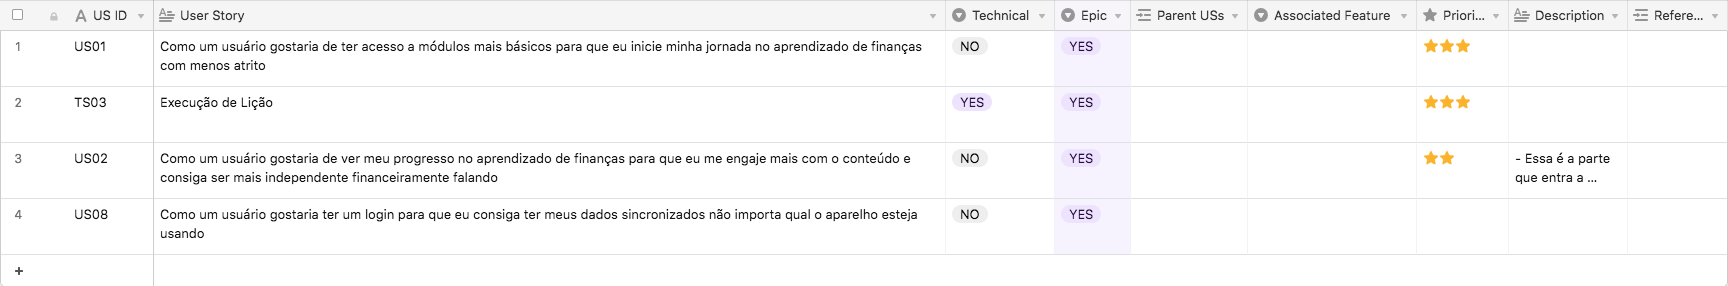 US ID User Story Technical Epic Parent USs Associated Feature Priori... Description Refere...
1 US01 Como um usuário gostaria de ter acesso a módulos mais básicos para que eu inicie minha jornada no aprendizado de finanças NO YES
com menos atrito
2 TS03 Execução de Lição YES YES
3 US02 Como um usuário gostaria de ver meu progresso no aprendizado de finanças para que eu me engaje mais com o conteúdo e NO YES - Essa é a parte
consiga ser mais independente financeiramente falando que entra a ...
4 US08 Como um usuário gostaria ter um login para que eu consiga ter meus dados sincronizados não importa qual o aparelho esteja NO YES
usando
+